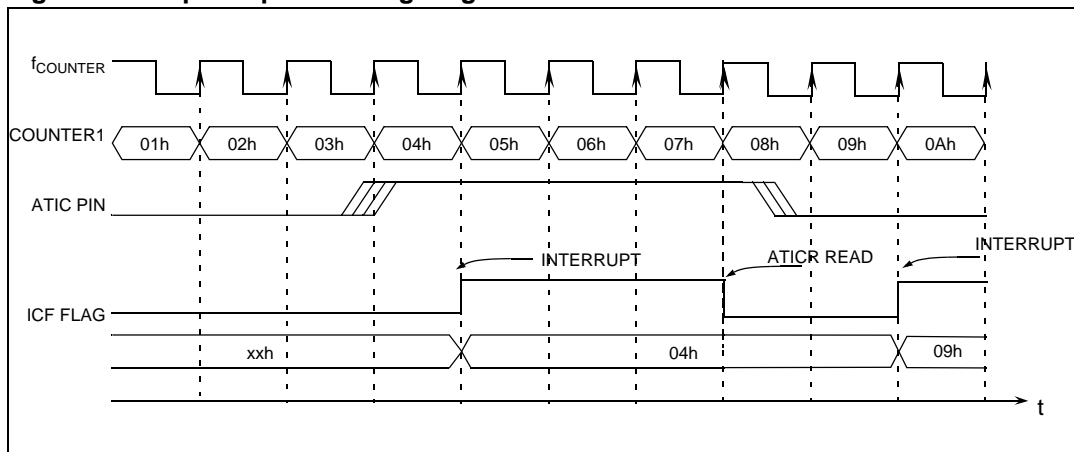 fCOUNTER
COUNTER1
01h 02h 03h 04h 05h 06h 07h 08h 09h 0Ah
ATIC PIN
INTERRUPT ATICR READ INTERRUPT
ICF FLAG
xxh 04h 09h
t